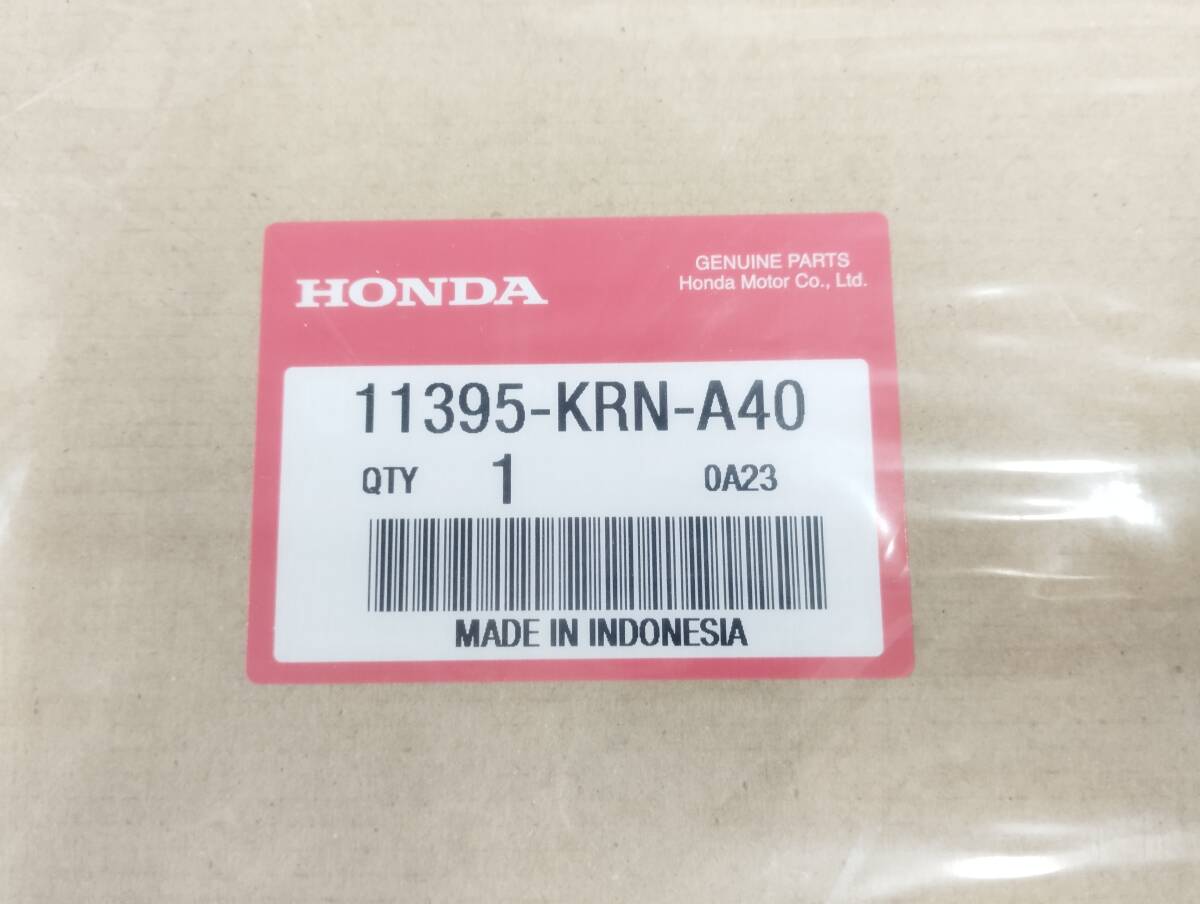 HONDA
GENUINE PARTS
Honda Motor Co., Ltd.
11395-KRN-A40
QTY 1 0A23
MADE IN INDONESIA